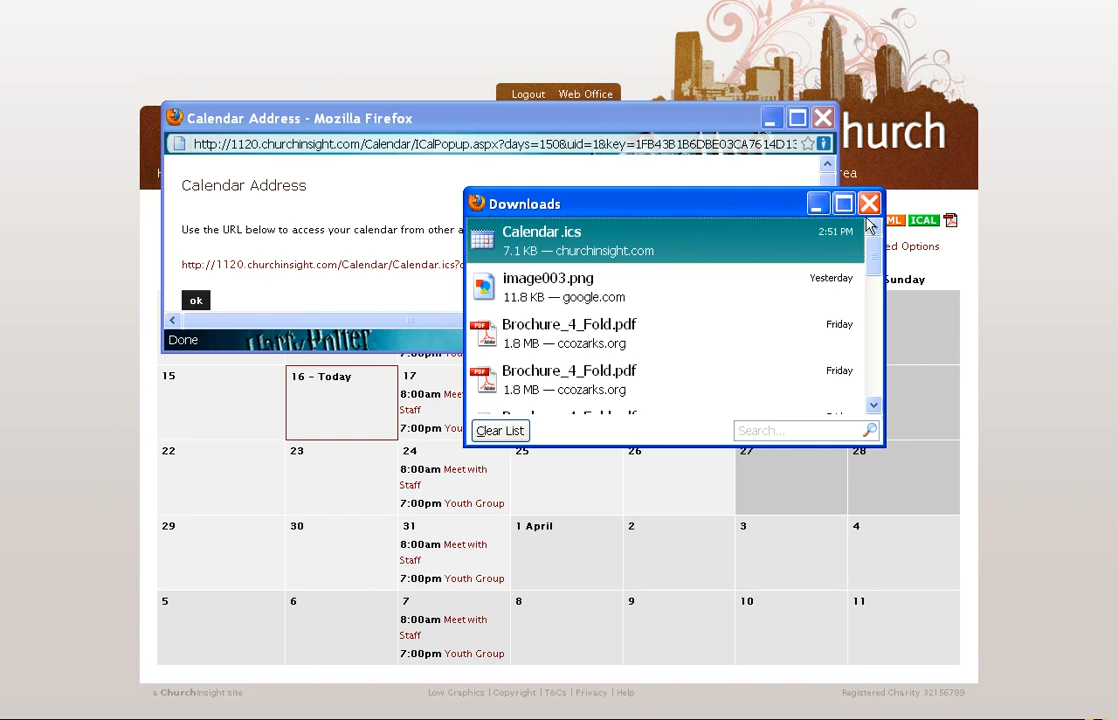 Logout Web Office
Calendar Address - Mozilla Firefox
http://1120.churchinsight.com/Calendar/ICalPopup.aspx?days=150&uid=1&key=1FB43B1B6DBE03CA7614D13
hurch
Calendar Address
Use the URL below to access your calendar from other
http://1120.churchinsight.com/Calendar/Calendar.ics?
ok
Done
Harry Potter
Downloads
Calendar.ics 2:51 PM
7.1 KB — churchinsight.com
image003.png Yesterday
11.8 KB — google.com
Brochure_4_Fold.pdf Friday
1.8 MB — ccozarks.org
Brochure_4_Fold.pdf Friday
1.8 MB — ccozarks.org
Clear List Search...
ICAL
Options
15 16 - Today 17
8:00am
Staff
7:00pm
22 23 24 25 26 27 28
8:00am Meet with
Staff
7:00pm Youth Group
29 30 31 1 April 2 3 4
8:00am Meet with
Staff
7:00pm Youth Group
5 6 7 8 9 10 11
8:00am Meet with
Staff
7:00pm Youth Group
a ChurchInsight site Low Graphics | Copyright | T&Cs | Privacy | Help Registered Charity 32156789